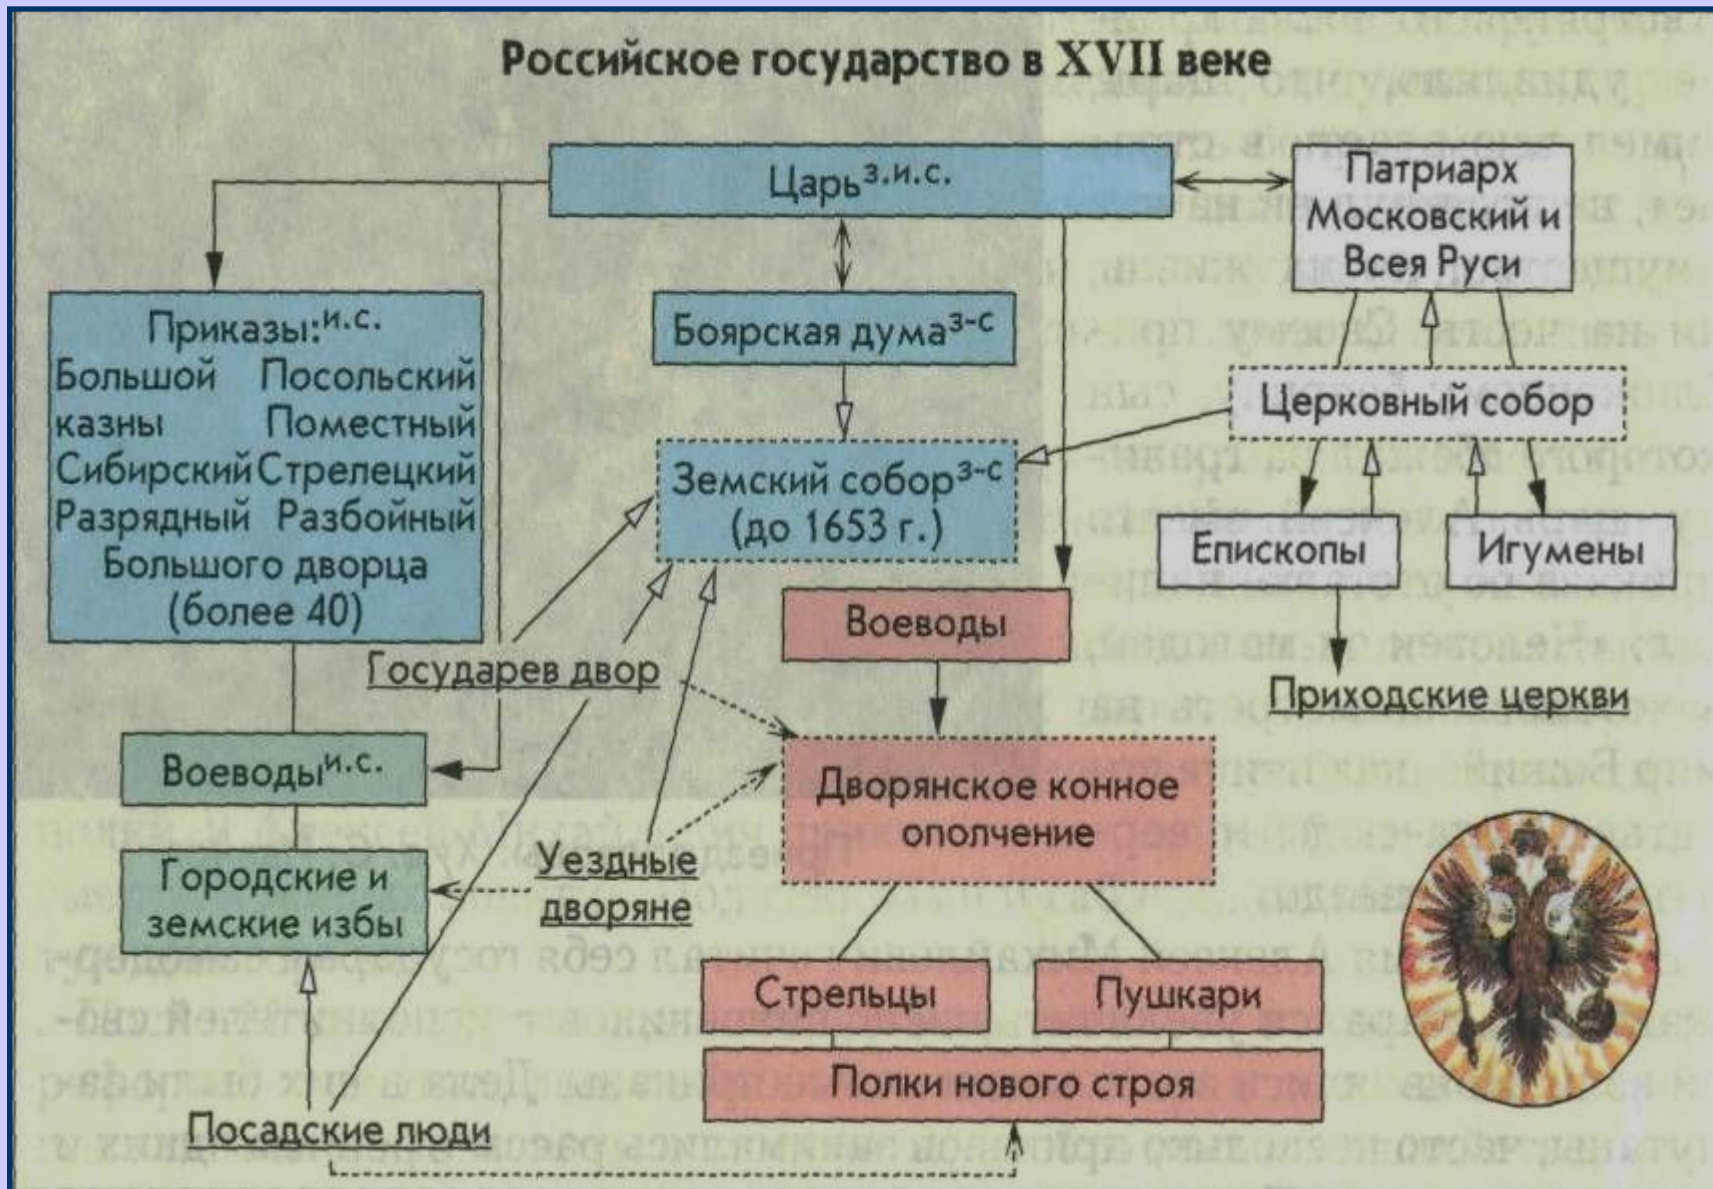 Российское государство в XVII веке
Царь з.и.с.
Патриарх
Московский и
Всея Руси
Приказы: и.с.
Большой Посольский
казны Поместный
Сибирский Стрелецкий
Разрядный Разбойный
Большого дворца
(более 40)
Боярская дума з-с
Церковный собор
Земский собор з-с
(до 1653 г.)
Епископы
Игумены
Воеводы
Государев двор
Приходские церкви
Воеводы и.с.
Дворянское конное
ополчение
Городские и
земские избы
Уездные
дворяне
Стрельцы
Пушкари
Полки нового строя
Посадские люди